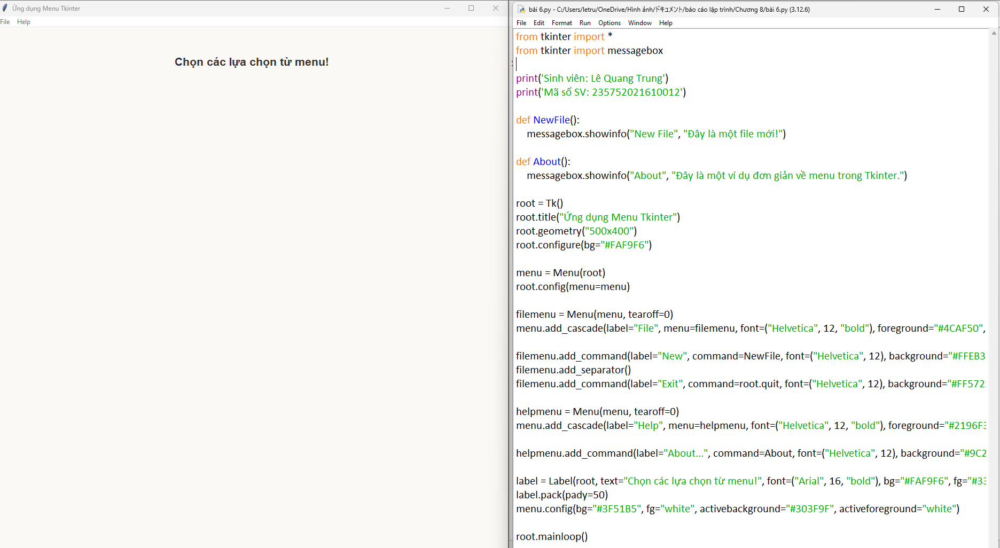 Ứng dụng Menu Tkinter
File Help
Chọn các lựa chọn từ menu!
bài 6.py - C:/Users/letru/OneDrive/Hình ảnh/ドキュメント/báo cáo lập trình/Chương 8/bài 6.py (3.12.6)
File Edit Format Run Options Window Help
from tkinter import *
from tkinter import messagebox
print('Sinh viên: Lê Quang Trung')
print('Mã số SV: 235752021610012')
def NewFile():
messagebox.showinfo("New File", "Đây là một file mới!")
def About():
messagebox.showinfo("About", "Đây là một ví dụ đơn giản về menu trong Tkinter.")
root = Tk()
root.title("Ứng dụng Menu Tkinter")
root.geometry("500x400")
root.configure(bg="#FAF9F6")
menu = Menu(root)
root.config(menu=menu)
filemenu = Menu(menu, tearoff=0)
menu.add_cascade(label="File", menu=filemenu, font=("Helvetica", 12, "bold"), foreground="#4CAF50",
filemenu.add_command(label="New", command=NewFile, font=("Helvetica", 12), background="#FFEB3
filemenu.add_separator()
filemenu.add_command(label="Exit", command=root.quit, font=("Helvetica", 12), background="#FF572
helpmenu = Menu(menu, tearoff=0)
menu.add_cascade(label="Help", menu=helpmenu, font=("Helvetica", 12, "bold"), foreground="#2196F3
helpmenu.add_command(label="About...", command=About, font=("Helvetica", 12), background="#9C2
label = Label(root, text="Chọn các lựa chọn từ menu!", font=("Arial", 16, "bold"), bg="#FAF9F6", fg="#33
label.pack(pady=50)
menu.config(bg="#3F51B5", fg="white", activebackground="#303F9F", activeforeground="white")
root.mainloop()